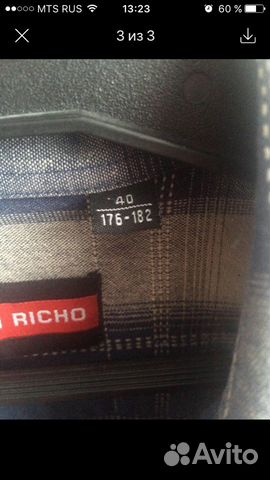 MTS RUS 13:23 60 %
3 из 3
40
176-182
RICHO
Avito